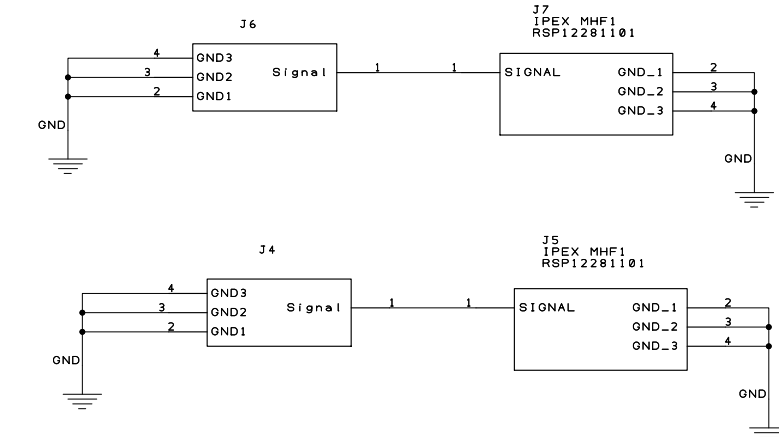 J6
J7
IPEX MHF1
RSP12281101
4 GND3
3 GND2
2 GND1
Signal 1
1 SIGNAL
GND_1 2
GND_2 3
GND_3 4
GND
GND
J4
J5
IPEX MHF1
RSP12281101
4 GND3
3 GND2
2 GND1
Signal 1
1 SIGNAL
GND_1 2
GND_2 3
GND_3 4
GND
GND